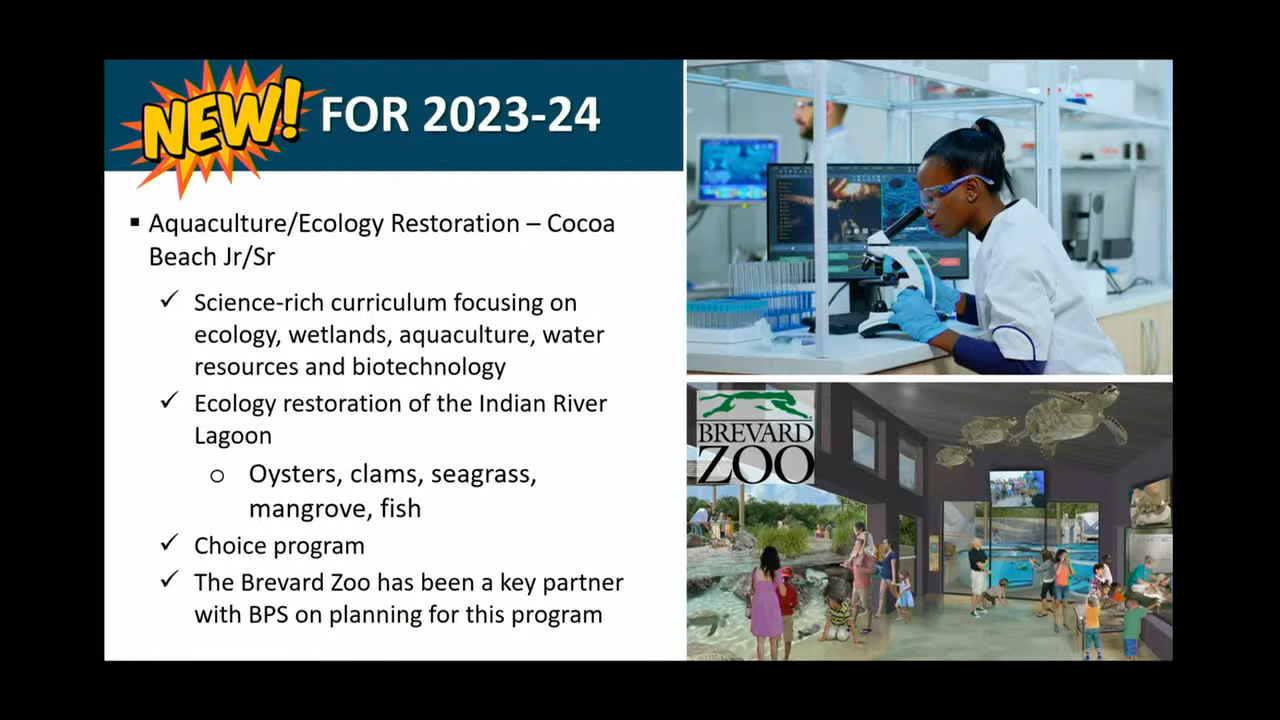 NEW! FOR 2023-24
▪ Aquaculture/Ecology Restoration – Cocoa
Beach Jr/Sr
✓ Science-rich curriculum focusing on
ecology, wetlands, aquaculture, water
resources and biotechnology
✓ Ecology restoration of the Indian River
Lagoon
o Oysters, clams, seagrass,
mangrove, fish
✓ Choice program
✓ The Brevard Zoo has been a key partner
with BPS on planning for this program
BREVARD
ZOO